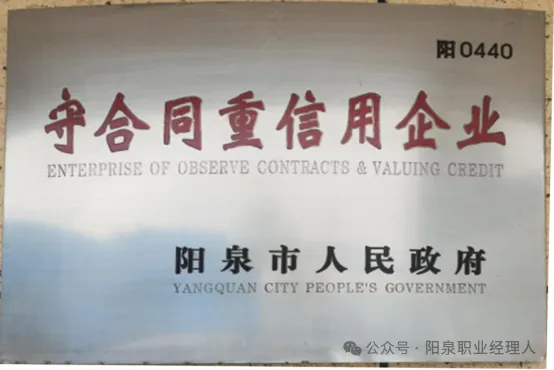 阳0440
守合同重信用企业
ENTERPRISE OF OBSERVE CONTRACTS & VALUING CREDIT
阳泉市人民政府
YANGQUAN CITY PEOPLE'S GOVERNMENT
公众号·阳泉职业经理人